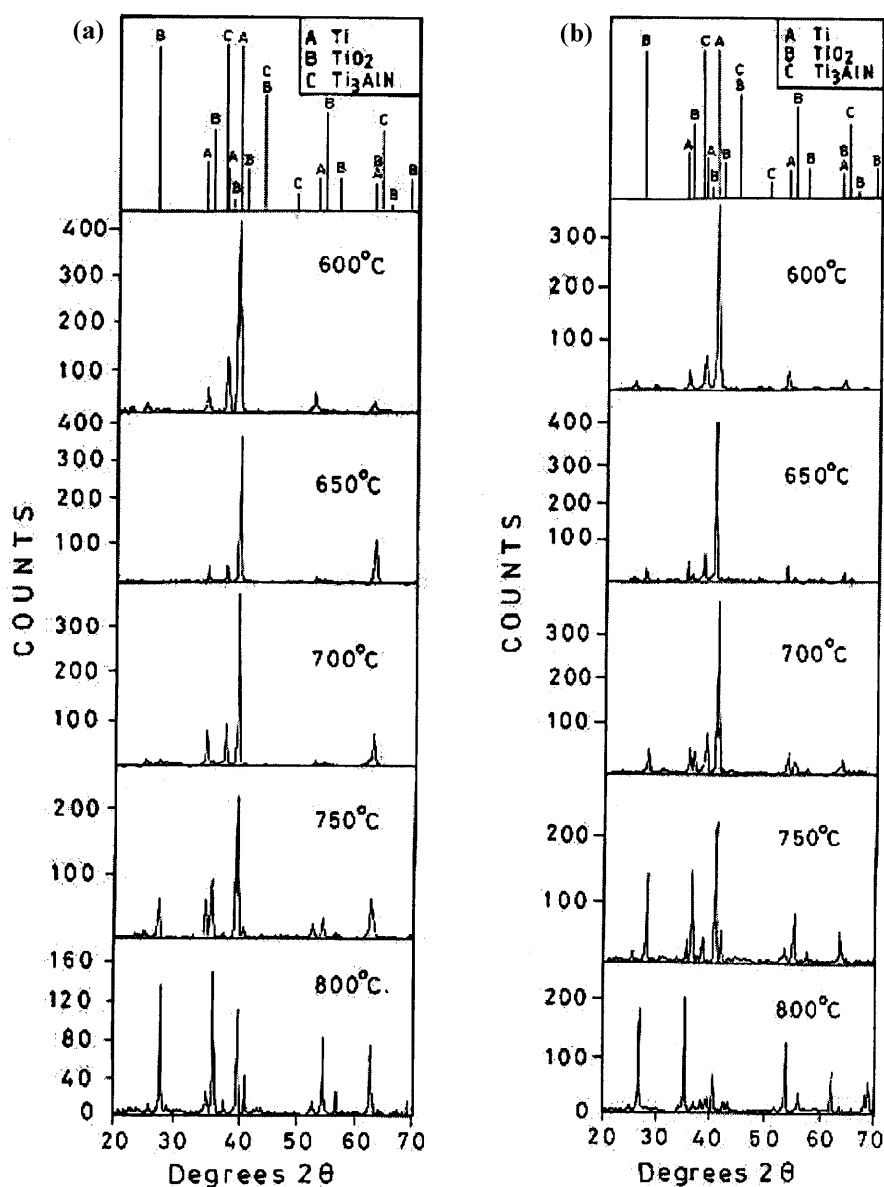 (a)
B
C A
A Ti
B TiO2
C Ti3AlN
C
B
B
B
C
A
A
B
B
C
A
B
B
A
B
B
400
300
200
100
600°C
400
300
200
100
650°C
300
200
100
700°C
200
100
750°C
160
120
80
40
0
800°C.
20 30 40 50 60 70
Degrees 2θ
COUNTS
(b)
B
C A
A Ti
B TiO2
C Ti3AlN
C
B
B
B
C
A
A
B
B
C
A
B
B
A
B
B
300
200
100
600°C
400
300
200
100
650°C
300
200
100
700°C
200
100
750°C
200
100
0
800°C
20 30 40 50 60 70
Degrees 2θ
COUNTS